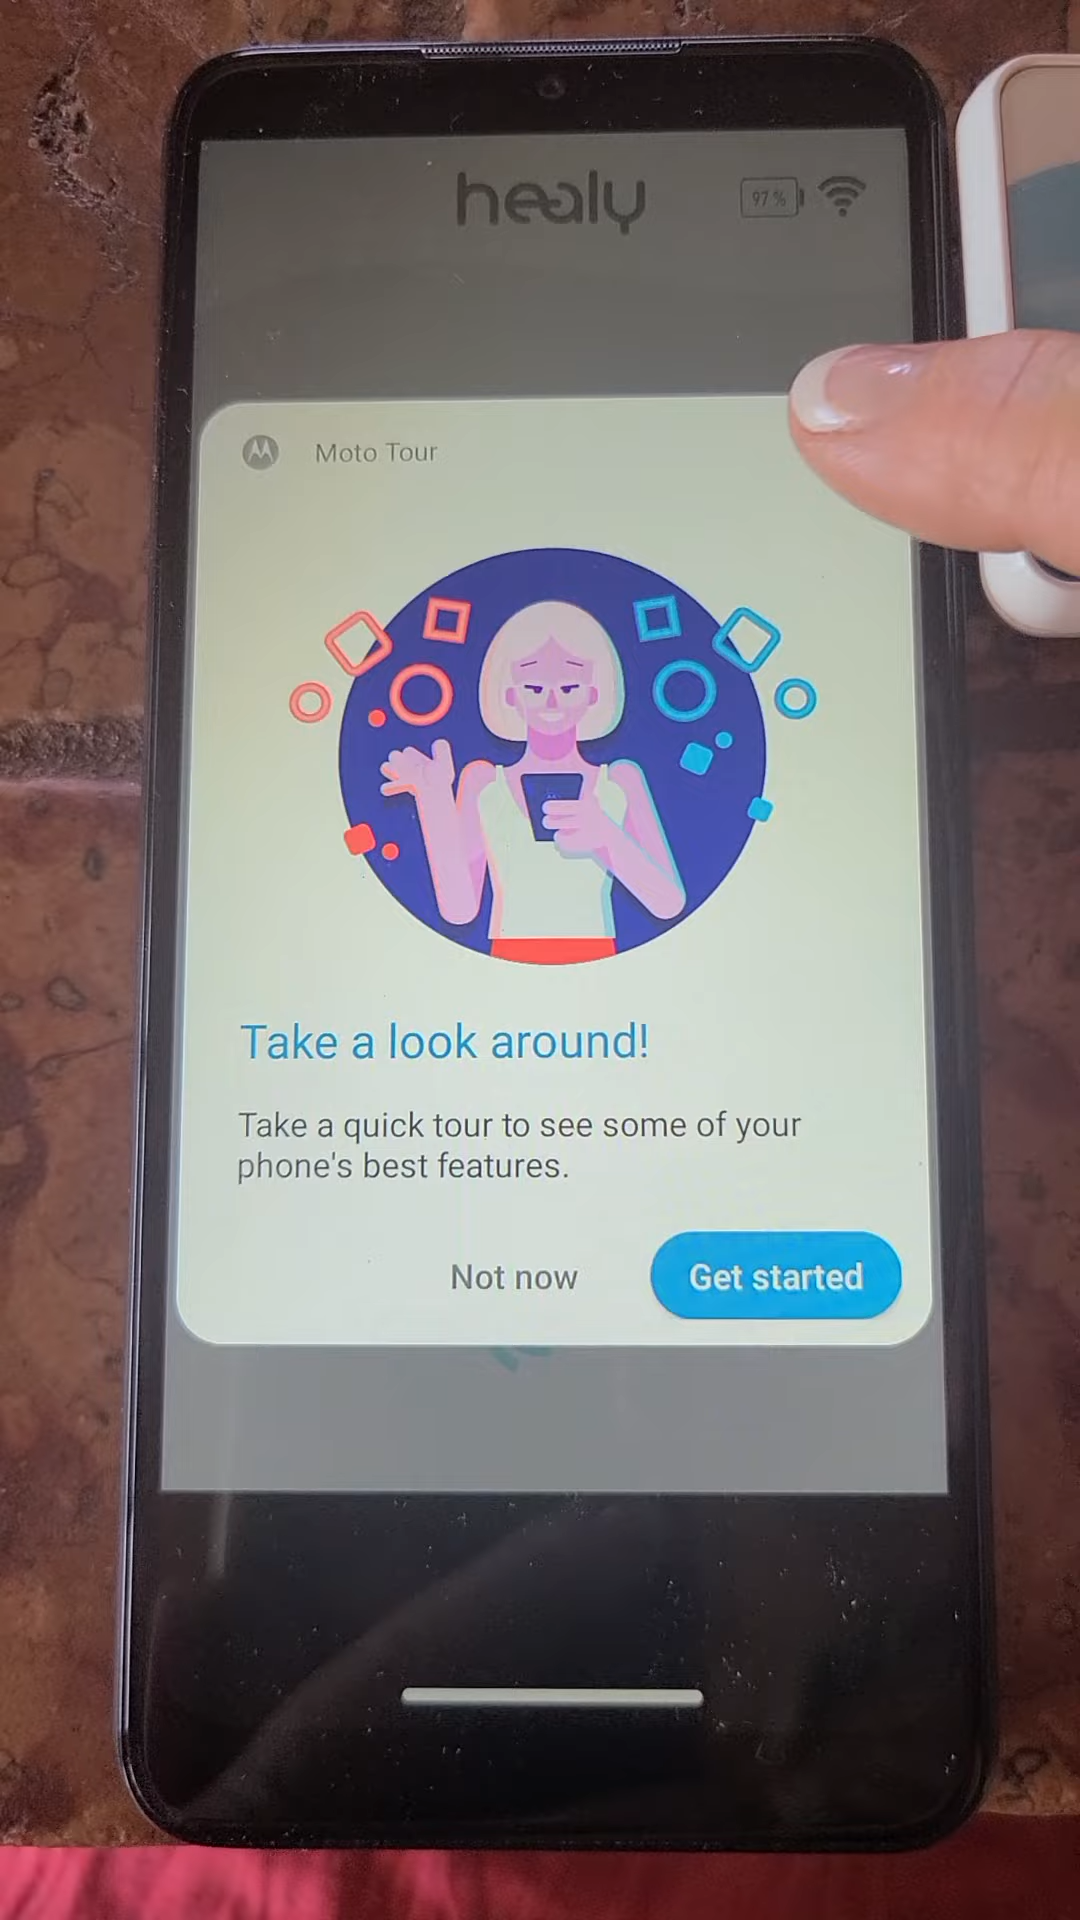 healy
97 %
Moto Tour
Take a look around!
Take a quick tour to see some of your
phone's best features.
Not now
Get started